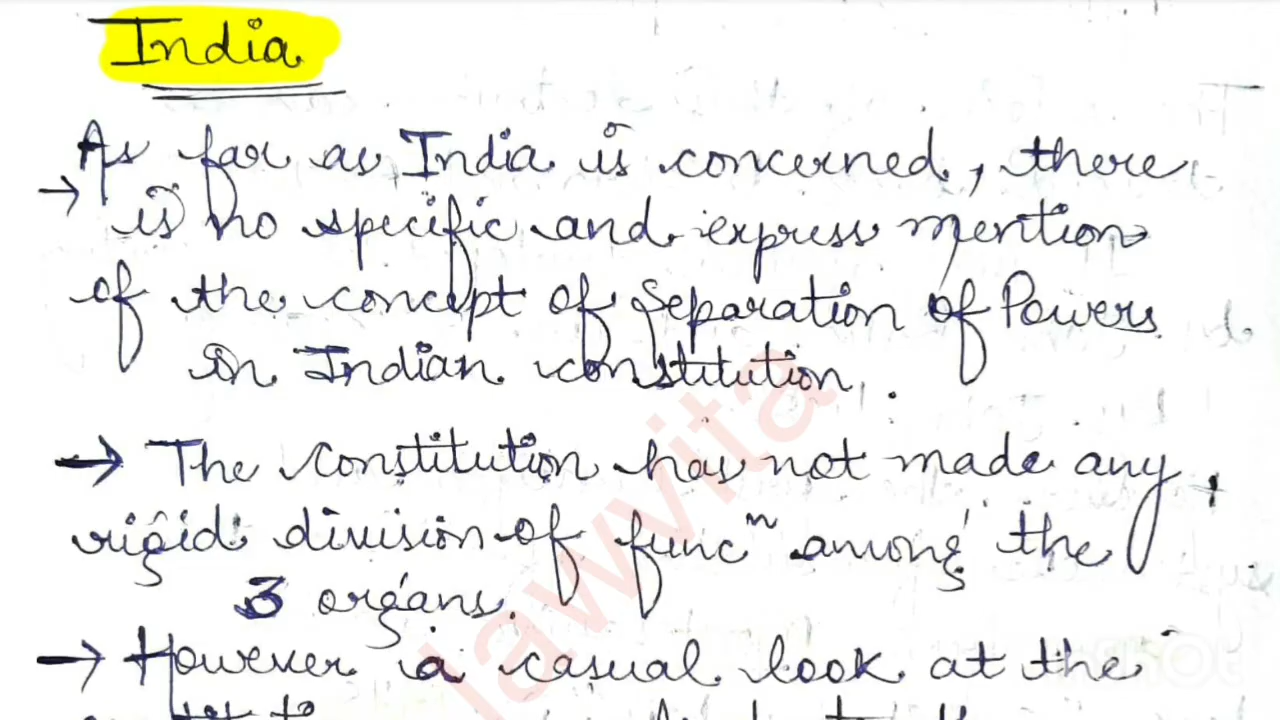 India
As far as India is concerned, there
→ is no specific and express mention
of the concept of Separation of Powers
in Indian constitution.
→ The Constitution has not made any
rigid division of funcⁿ among the
3 organs.
→ However a casual look at the
lawvita